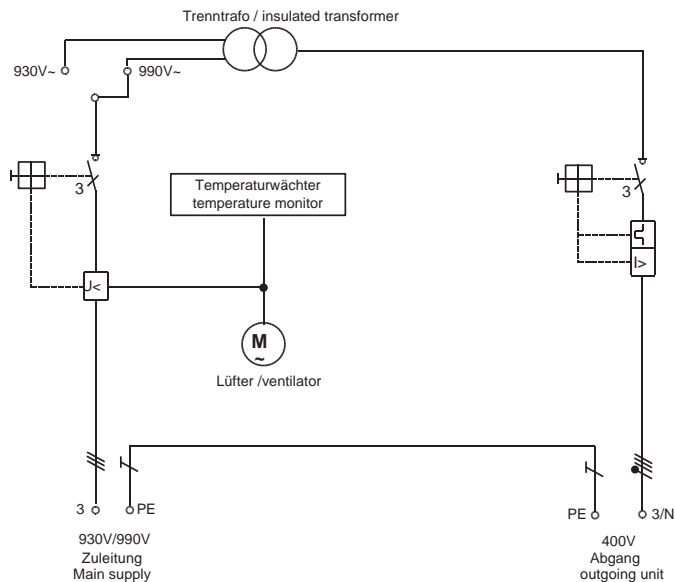 Trenntrafo / insulated transformer
930V~
990V~
3
Temperaturwächter
temperature monitor
3
I>
U<
M
~
Lüfter /ventilator
3
PE
PE
3/N
930V/990V
Zuleitung
Main supply
400V
Abgang
outgoing unit